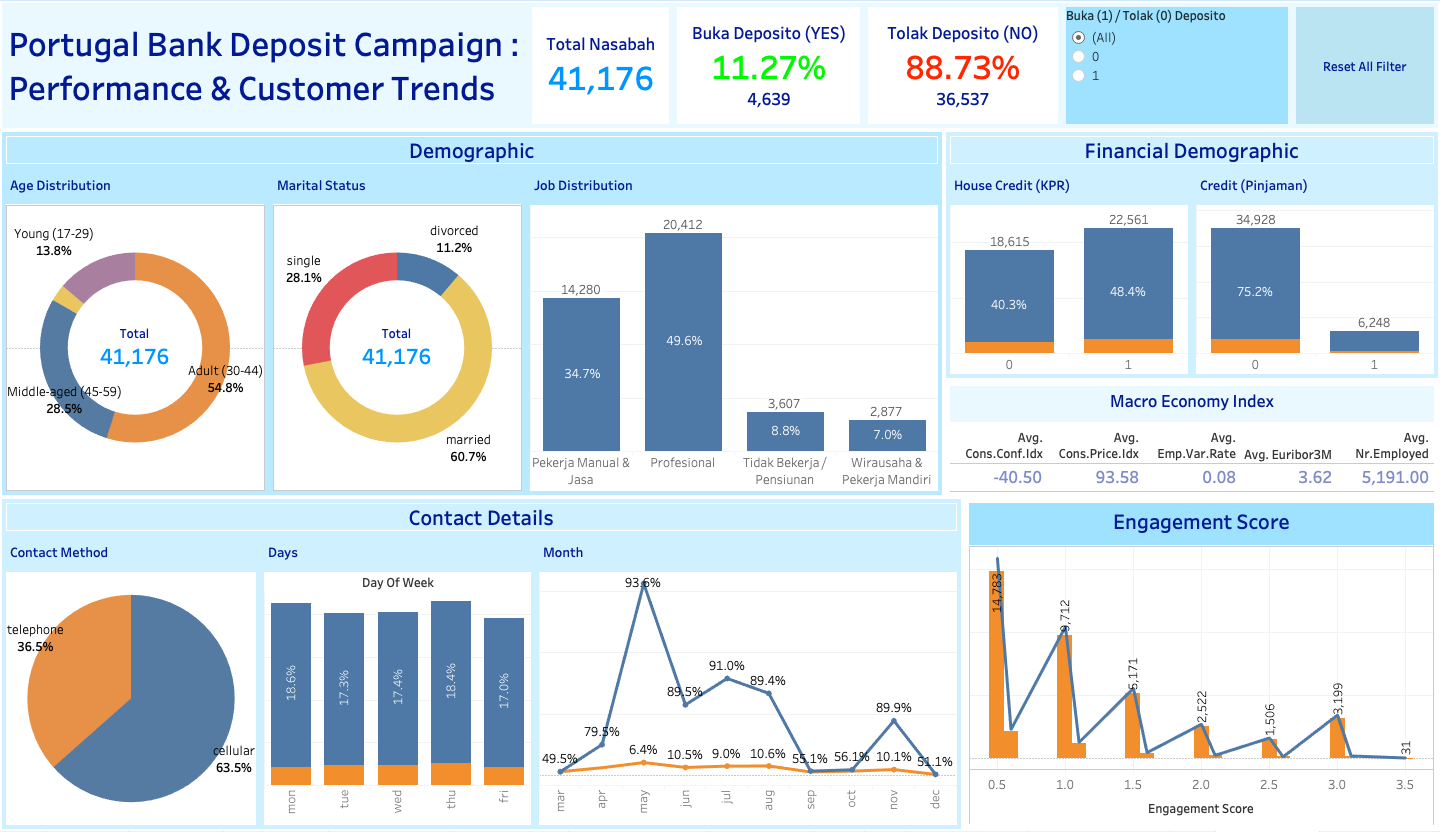 Portugal Bank Deposit Campaign :
Performance & Customer Trends
Total Nasabah
41,176
Buka Deposito (YES)
11.27%
4,639
Tolak Deposito (NO)
88.73%
36,537
Buka (1) / Tolak (0) Deposito
(All)
0
1
Reset All Filter
Demographic
Age Distribution
Young (17-29)
13.8%
Total
41,176
Adult (30-44)
54.8%
Middle-aged (45-59)
28.5%
Marital Status
divorced
11.2%
single
28.1%
Total
41,176
married
60.7%
Job Distribution
14,280
34.7%
20,412
49.6%
3,607
8.8%
2,877
7.0%
Pekerja Manual &
Jasa
Profesional
Tidak Bekerja /
Pensiunan
Wirausaha &
Pekerja Mandiri
Financial Demographic
House Credit (KPR)
18,615
40.3%
22,561
48.4%
0
1
Credit (Pinjaman)
34,928
75.2%
6,248
0
1
Macro Economy Index
Avg.
Cons.Conf.Idx
Avg.
Cons.Price.Idx
Avg.
Emp.Var.Rate
Avg. Euribor3M
Avg.
Nr.Employed
-40.50
93.58
0.08
3.62
5,191.00
Contact Details
Contact Method
telephone
36.5%
cellular
63.5%
Days
Day Of Week
18.6%
17.3%
17.4%
18.4%
17.0%
mon
tue
wed
thu
fri
Month
93.6%
91.0%
89.5%
89.4%
89.9%
79.5%
49.5%
6.4%
10.5%
9.0%
10.6%
55.1%
56.1%
10.1%
51.1%
mar
apr
may
jun
jul
aug
sep
oct
nov
dec
Engagement Score
14,783
9,712
5,171
2,522
1,506
3,199
31
0.5
1.0
1.5
2.0
2.5
3.0
3.5
Engagement Score